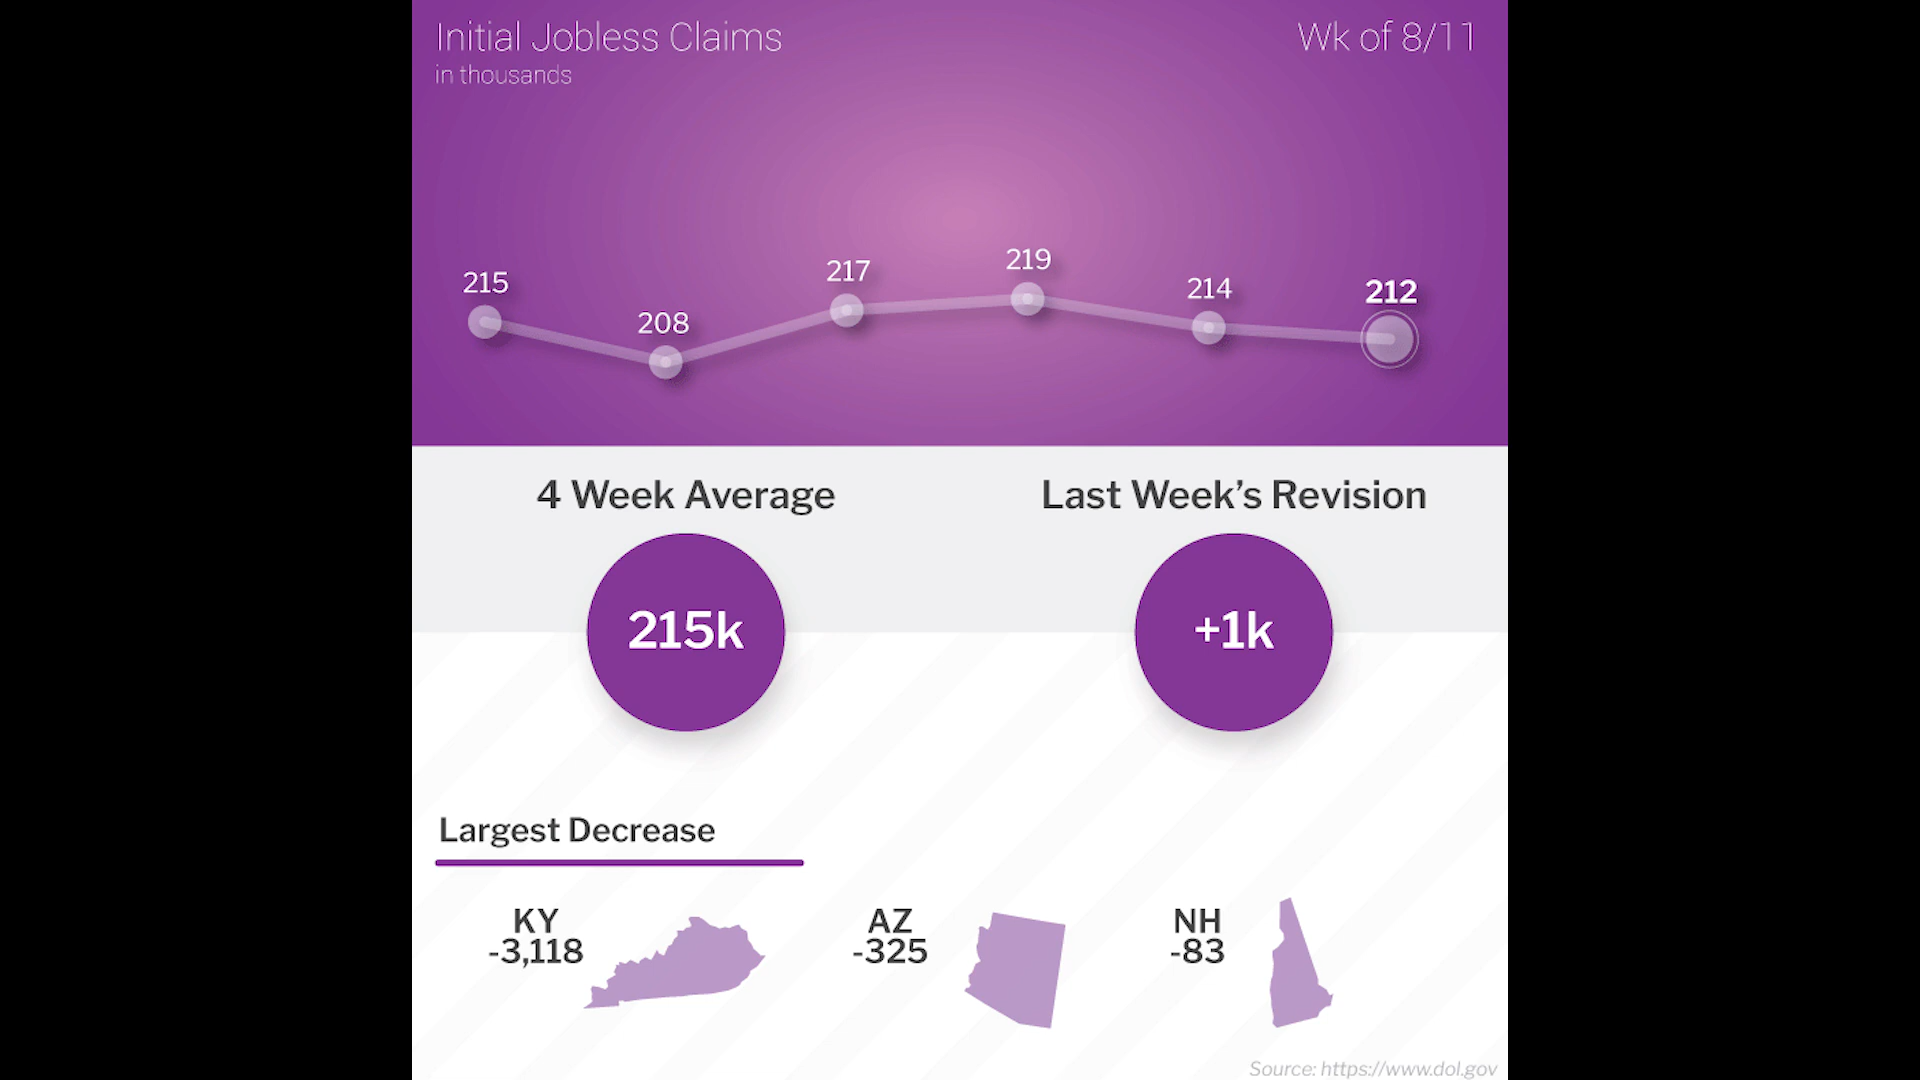 Initial Jobless Claims
Wk of 8/11
in thousands
215
208
217
219
214
212
4 Week Average
Last Week's Revision
215k
+1k
Largest Decrease
KY
-3,118
AZ
-325
NH
-83
Source: https://www.dol.gov